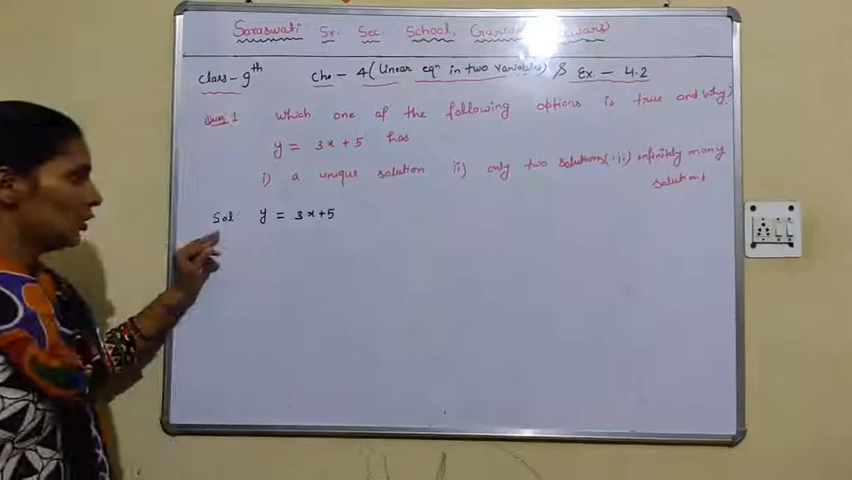 Saraswati Sr. Sec. School,
Class - 9th Ch. - 4 (Linear eqn in two variables) & Ex. - 4.2
Ques 1 Which one of the following options is true and Why?
y = 3x + 5 has
i) a unique solution ii) only two solutions (iii) infinitely many
solutions
Sol y = 3x+5